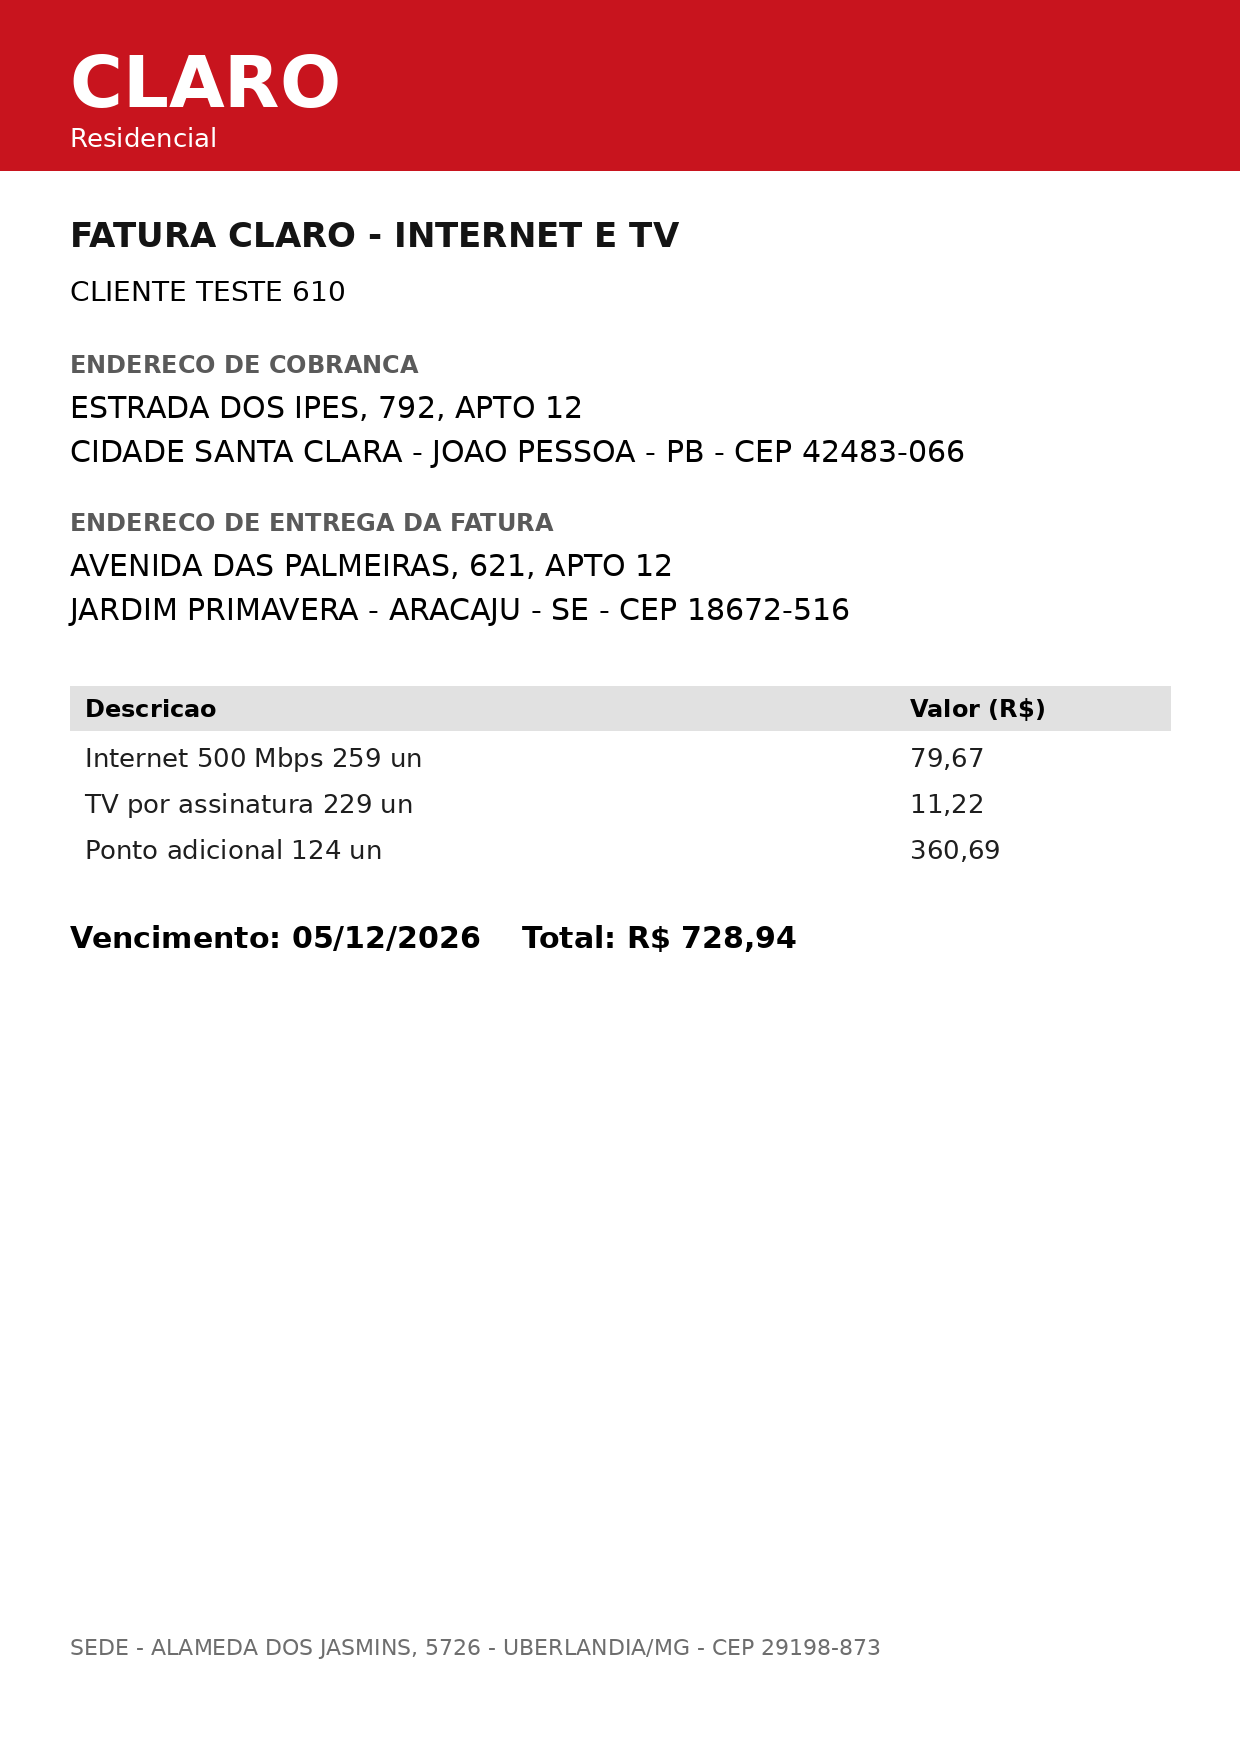 CLARO
Residencial
FATURA CLARO - INTERNET E TV
CLIENTE TESTE 610
ENDERECO DE COBRANCA
ESTRADA DOS IPES, 792, APTO 12
CIDADE SANTA CLARA - JOAO PESSOA - PB - CEP 42483-066
ENDERECO DE ENTREGA DA FATURA
AVENIDA DAS PALMEIRAS, 621, APTO 12
JARDIM PRIMAVERA - ARACAJU - SE - CEP 18672-516
Descricao Valor (R$)
Internet 500 Mbps 259 un 79,67
TV por assinatura 229 un 11,22
Ponto adicional 124 un 360,69
Vencimento: 05/12/2026 Total: R$ 728,94
SEDE - ALAMEDA DOS JASMINS, 5726 - UBERLANDIA/MG - CEP 29198-873